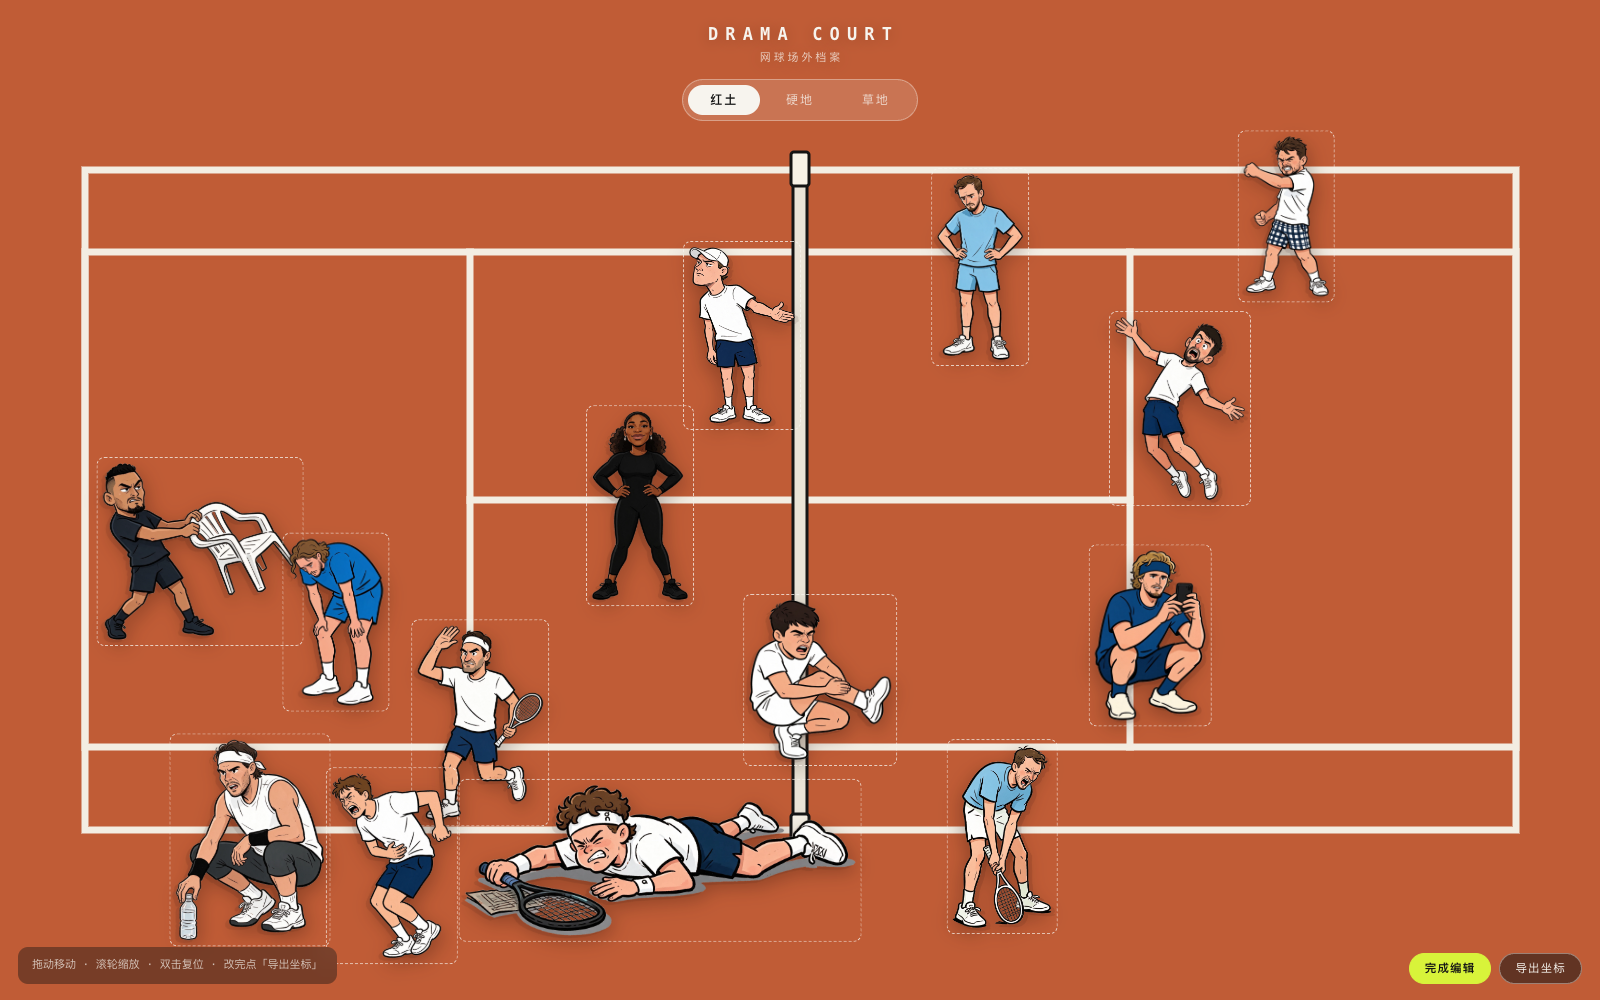 DRAMA COURT
网球场外档案
红土
硬地
草地
拖动移动 · 滚轮缩放 · 双击复位 · 改完点「导出坐标」
完成编辑
导出坐标